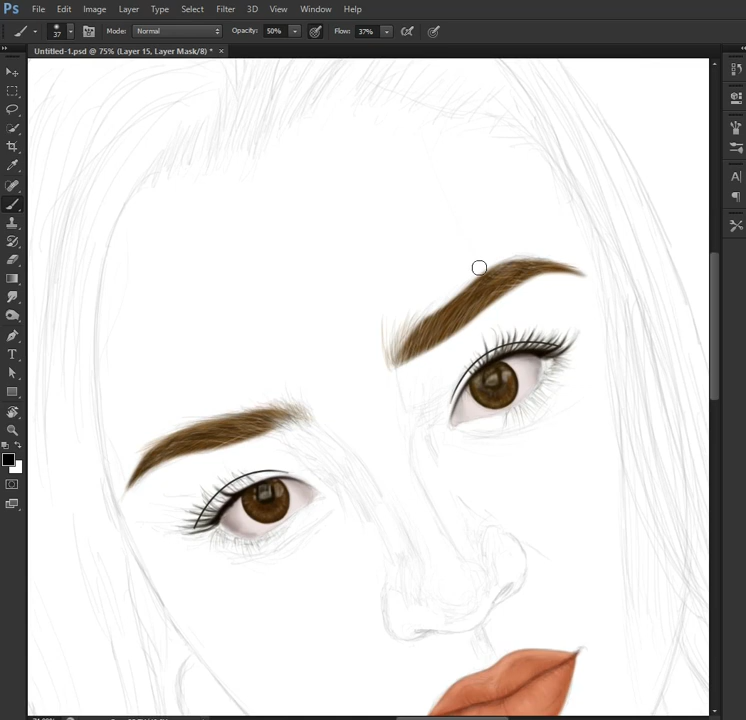 Ps File Edit Image Layer Type Select Filter 3D View Window Help
37 Mode: Normal Opacity: 50% Flow: 37%
Untitled-1.psd @ 75% (Layer 15, Layer Mask/8) * ×
A
T